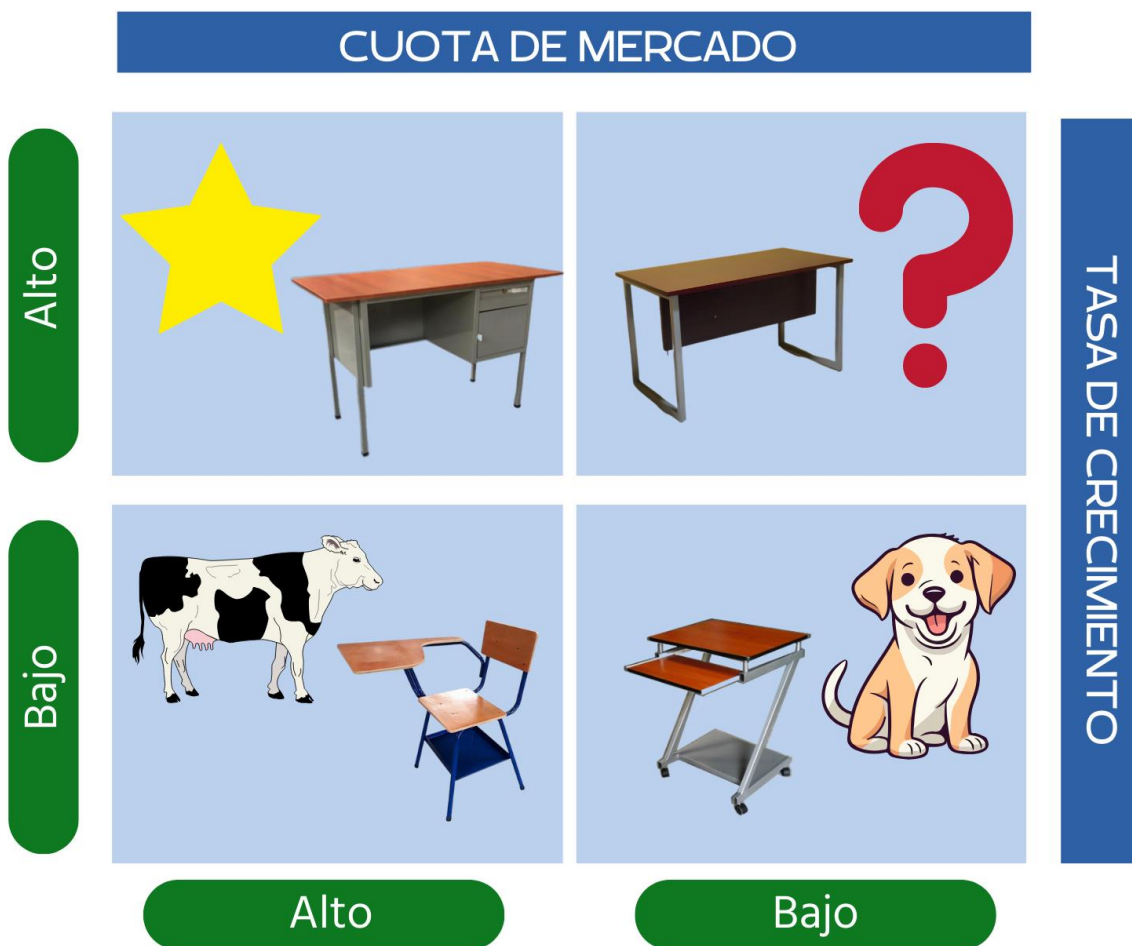 CUOTA DE MERCADO
Alto
TASA DE CRECIMIENTO
Bajo
Alto
Bajo